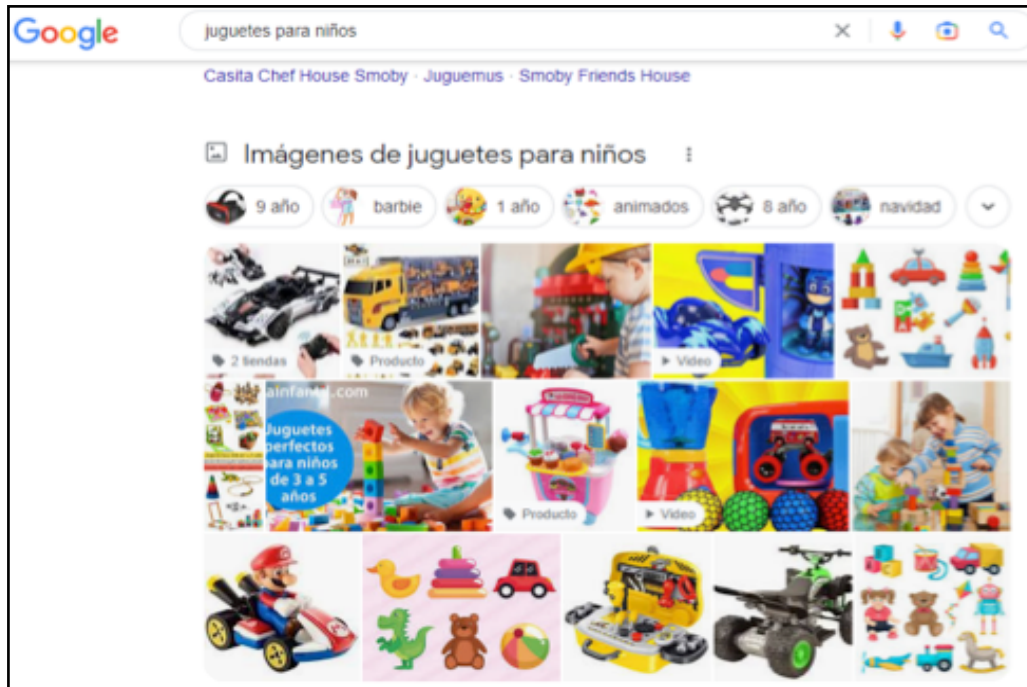 Google
juguetes para niños
Casita Chef House Smoby · Juguemus · Smoby Friends House
Imágenes de juguetes para niños
9 año
barbie
1 año
animados
8 año
navidad
2 tiendas
Producto
Video
ainfantil.com
Juguetes
perfectos
para niños
de 3 a 5
años
Producto
Video